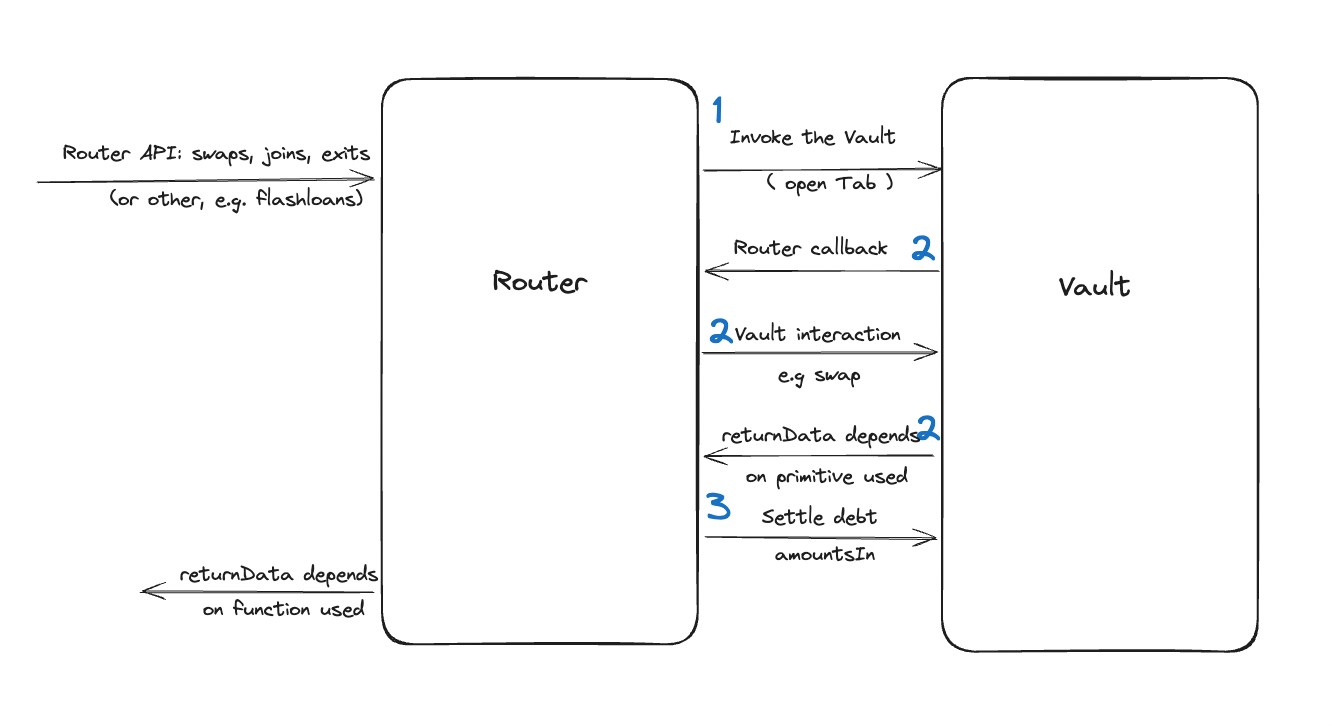 Router API: swaps, joins, exits
(or other, e.g. flashloans)
Router
1
Invoke the Vault
( open Tab )
Router callback
2
2
Vault interaction
e.g swap
returnData depends
2
on primitive used
3
Settle debt
amountsIn
Vault
returnData depends
on function used